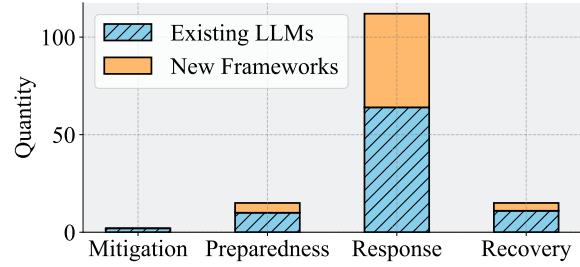 Existing LLMs
New Frameworks
Quantity
100
50
0
Mitigation Preparedness Response Recovery